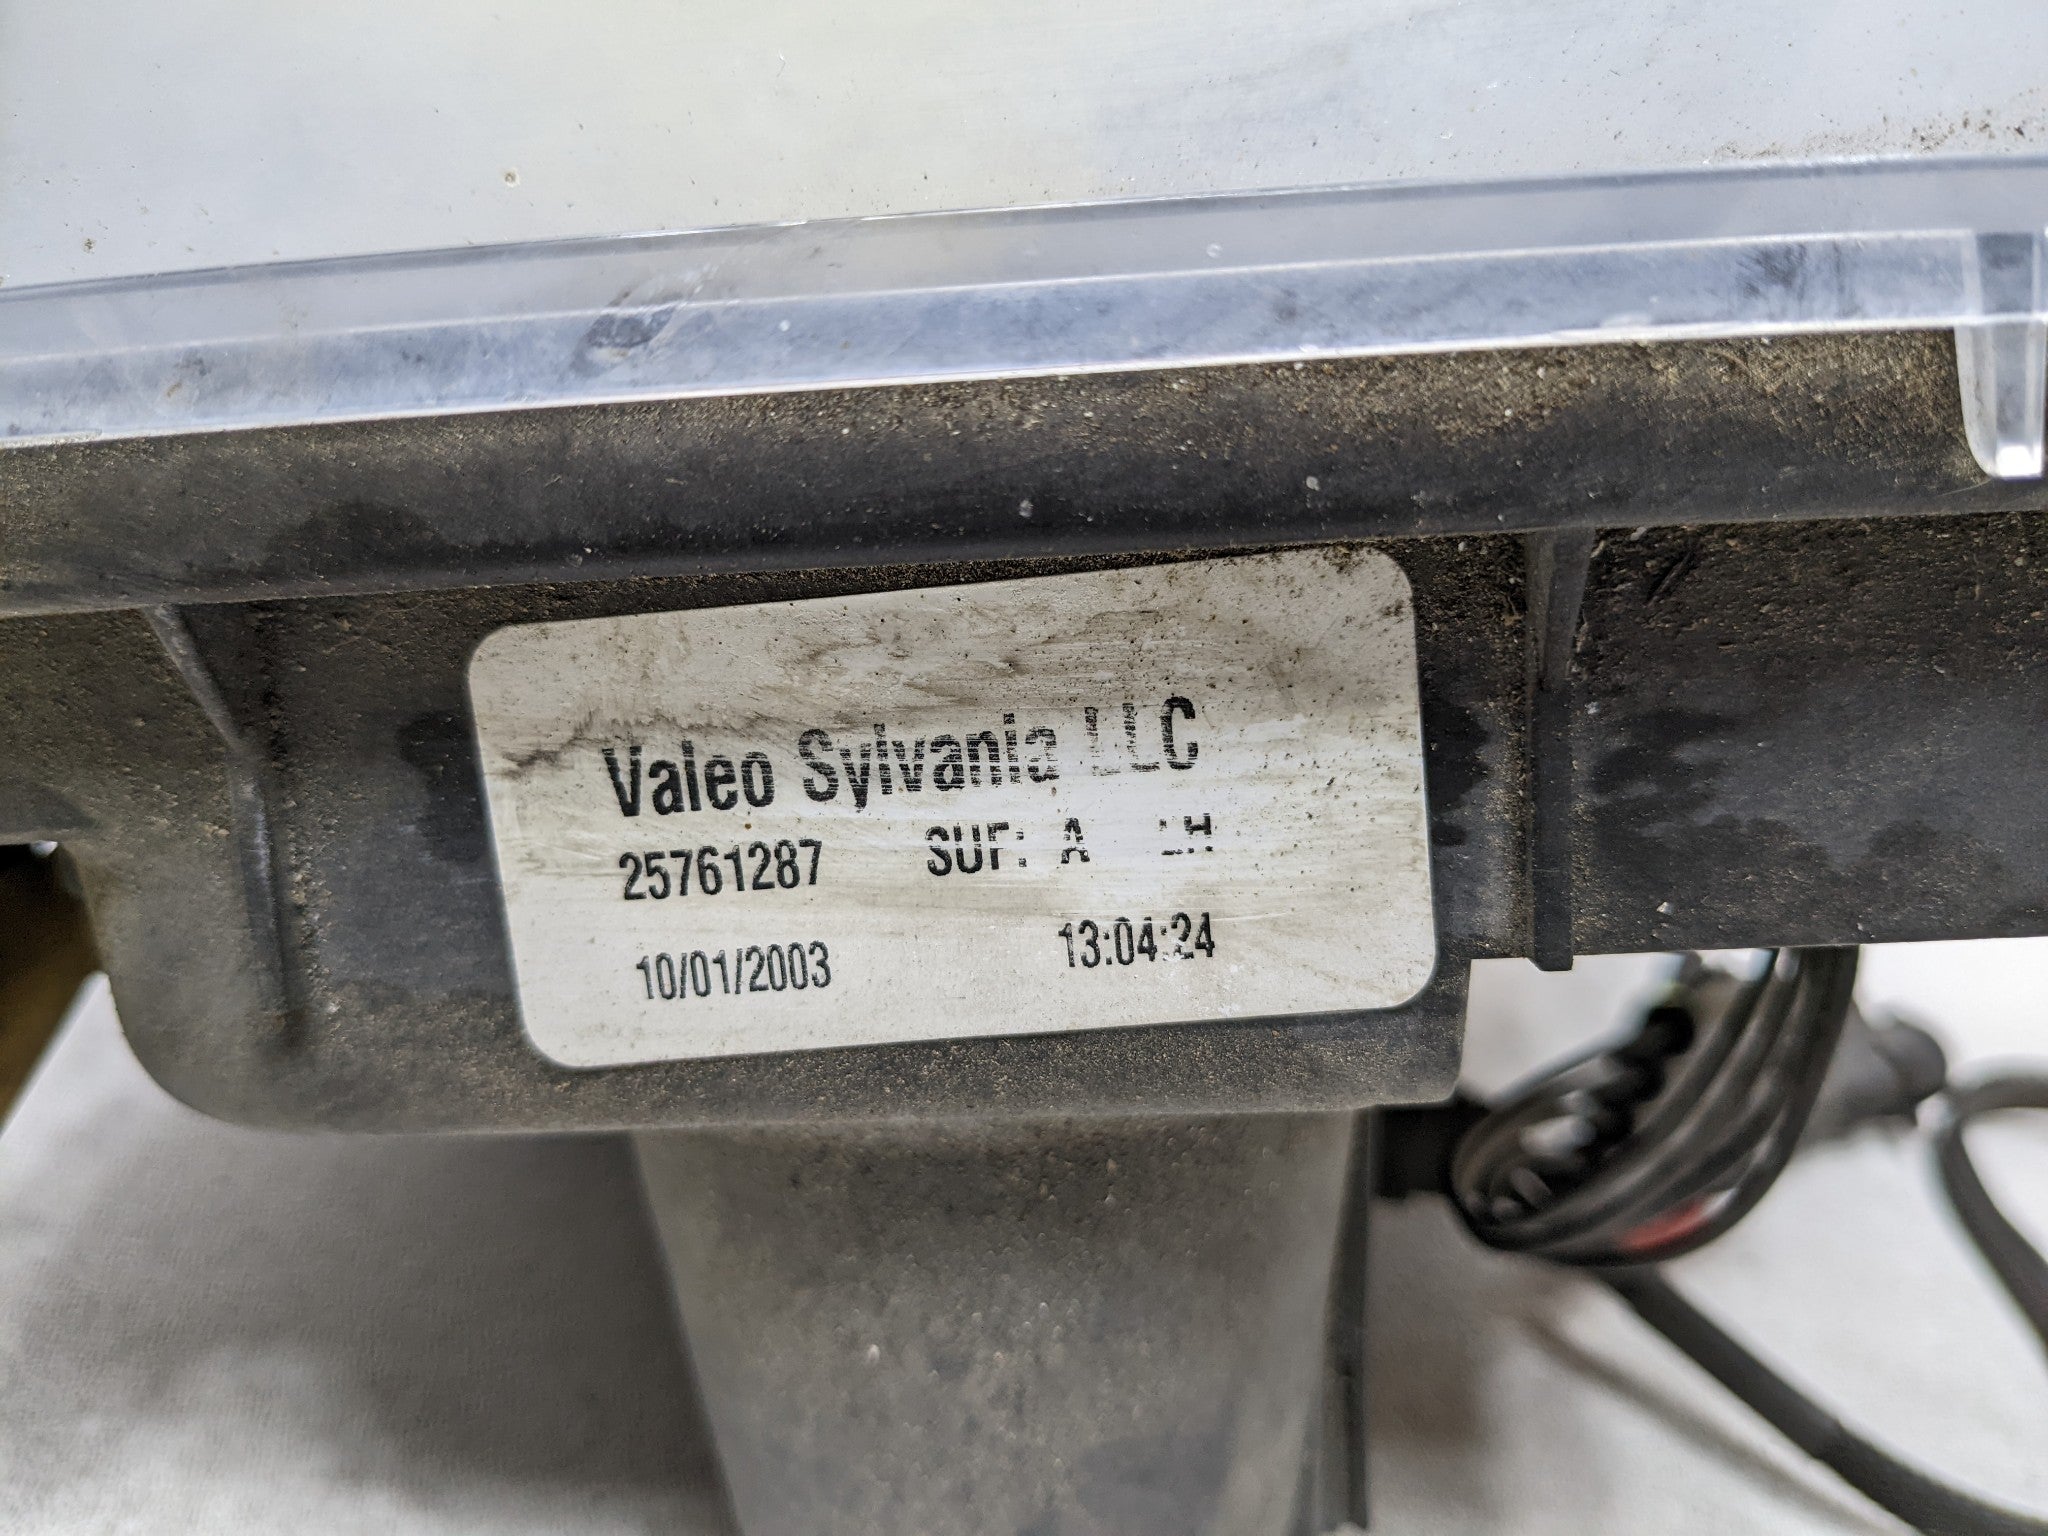 Valeo Sylvania LLC
25761287 SUF: A LH
10/01/2003 13:04:24